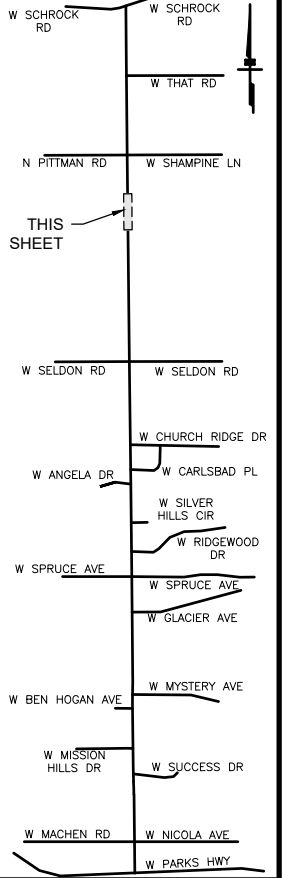 W SCHROCK
RD
W SCHROCK
RD
W THAT RD
N PITTMAN RD
W SHAMPINE LN
THIS
SHEET
W SELDON RD
W SELDON RD
W CHURCH RIDGE DR
W CARLSBAD PL
W ANGELA DR
W SILVER
HILLS CIR
W RIDGEWOOD
DR
W SPRUCE AVE
W SPRUCE AVE
W GLACIER AVE
W MYSTERY AVE
W BEN HOGAN AVE
W MISSION
HILLS DR
W SUCCESS DR
W MACHEN RD
W NICOLA AVE
W PARKS HWY